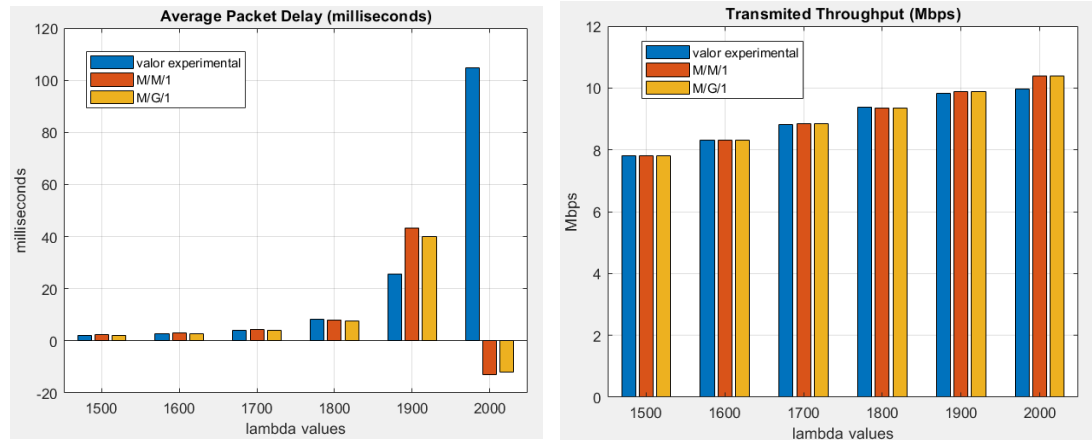 Average Packet Delay (milliseconds)
120
100
80
60
40
20
0
-20
milliseconds
valor experimental
M/M/1
M/G/1
1500 1600 1700 1800 1900 2000
lambda values
Transmited Throughput (Mbps)
12
10
8
6
4
2
0
Mbps
valor experimental
M/M/1
M/G/1
1500 1600 1700 1800 1900 2000
lambda values